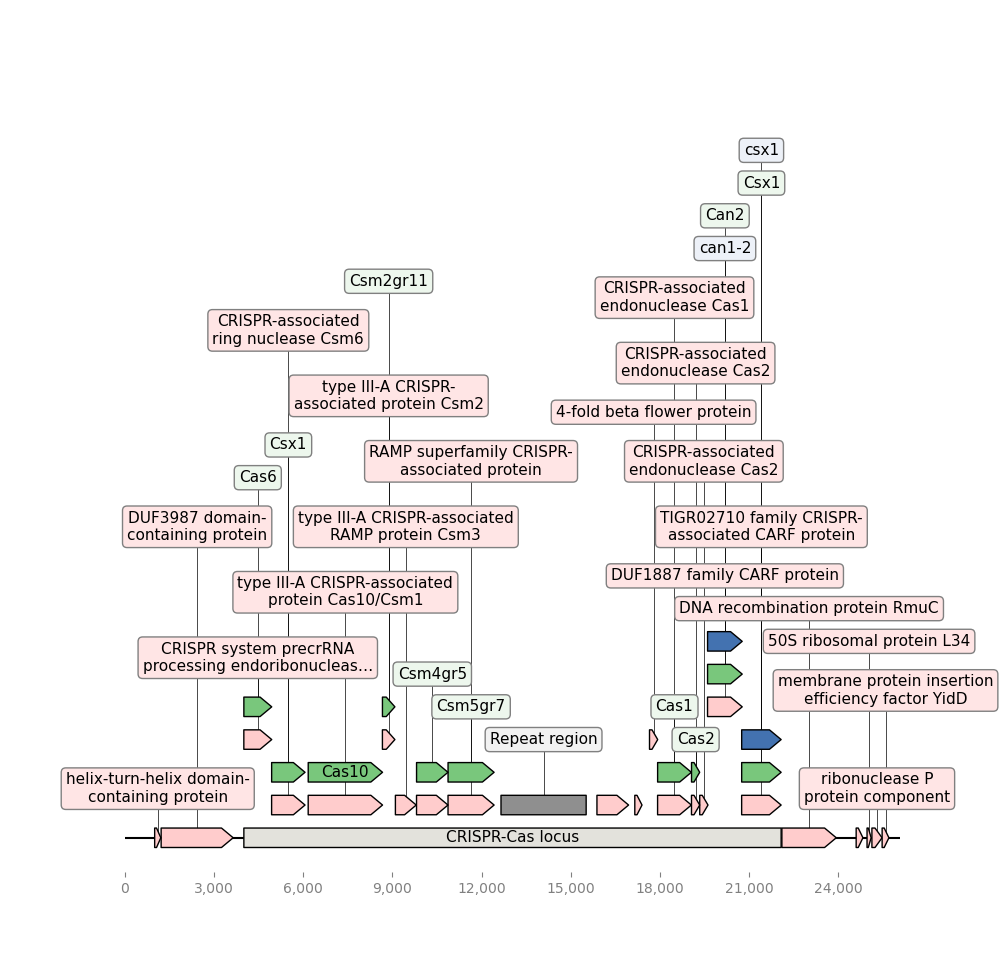 csx1
Csx1
Can2
can1-2
Csm2gr11
CRISPR-associated
endonuclease Cas1
CRISPR-associated
ring nuclease Csm6
CRISPR-associated
endonuclease Cas2
type III-A CRISPR-
associated protein Csm2
4-fold beta flower protein
Csx1
RAMP superfamily CRISPR-
associated protein
CRISPR-associated
endonuclease Cas2
Cas6
DUF3987 domain-
containing protein
type III-A CRISPR-associated
RAMP protein Csm3
TIGR02710 family CRISPR-
associated CARF protein
DUF1887 family CARF protein
type III-A CRISPR-associated
protein Cas10/Csm1
DNA recombination protein RmuC
50S ribosomal protein L34
CRISPR system precrRNA
processing endoribonucleas...
Csm4gr5
membrane protein insertion
efficiency factor YidD
Csm5gr7
Cas1
Repeat region
Cas2
Cas10
helix-turn-helix domain-
containing protein
ribonuclease P
protein component
CRISPR-Cas locus
0 3,000 6,000 9,000 12,000 15,000 18,000 21,000 24,000